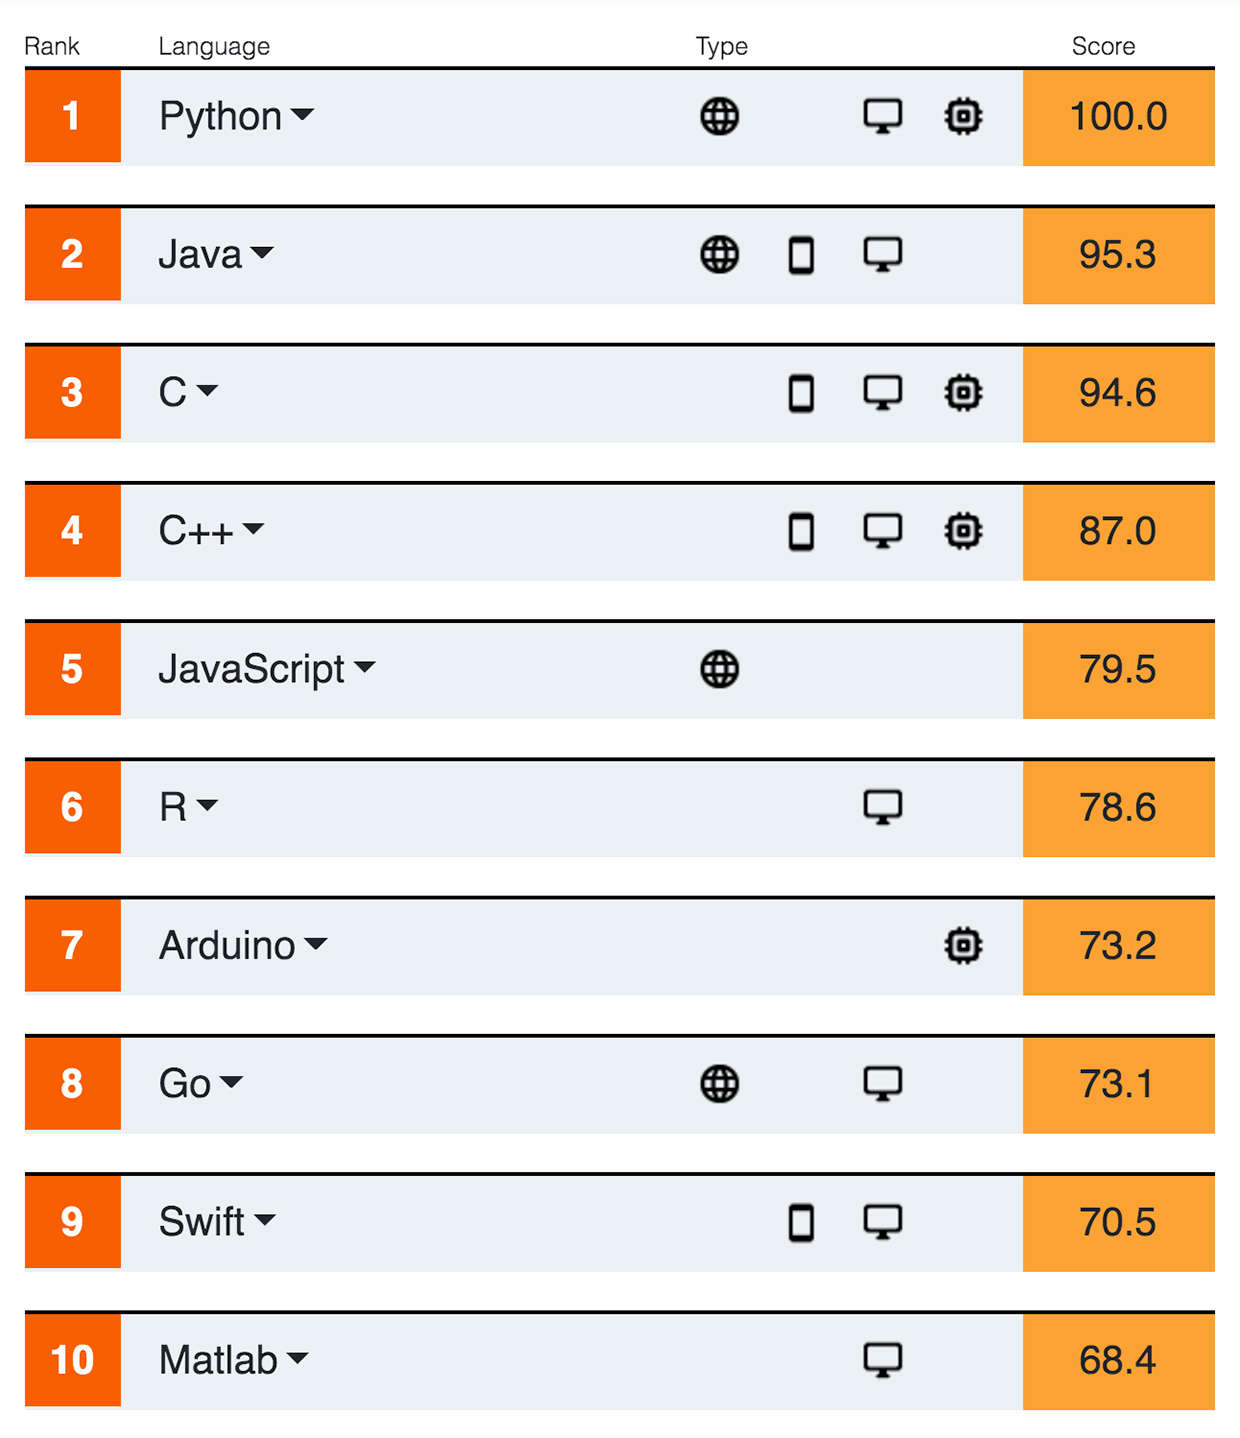 Rank Language Type Score
1 Python 100.0
2 Java 95.3
3 C 94.6
4 C++ 87.0
5 JavaScript 79.5
6 R 78.6
7 Arduino 73.2
8 Go 73.1
9 Swift 70.5
10 Matlab 68.4